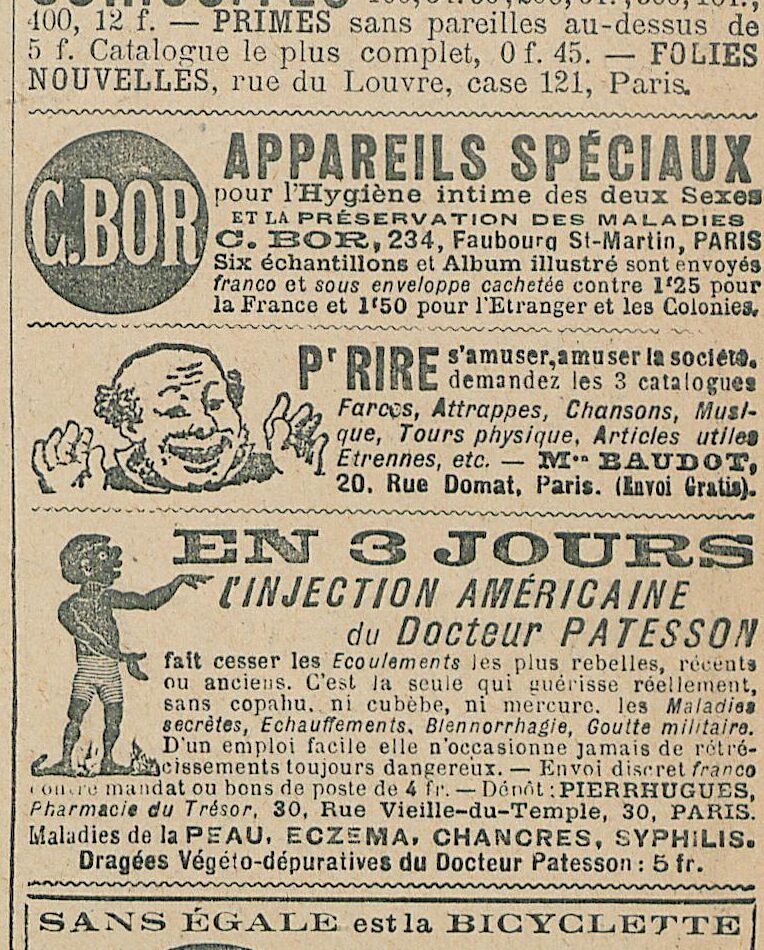 400, 12 f. — PRIMES sans pareilles au-dessus de
5 f. Catalogue le plus complet, 0 f. 45. — FOLIES
NOUVELLES, rue du Louvre, case 121, Paris.
C.BOR
APPAREILS SPÉCIAUX
pour l'Hygiène intime des deux Sexes
ET LA PRÉSERVATION DES MALADIES
C. BOR, 234, Faubourg St-Martin, PARIS
Six échantillons et Album illustré sont envoyés
franco et sous enveloppe cachetée contre 1f25 pour
la France et 1f50 pour l'Etranger et les Colonies.
Pr RIRE s'amuser, amuser la société.
demandez les 3 catalogues
Farces, Attrappes, Chansons, Musi-
que, Tours physique, Articles utiles
Etrennes, etc. — Mon BAUDOT,
20, Rue Domat, Paris. (Envoi Gratis).
EN 3 JOURS
L'INJECTION AMÉRICAINE
du Docteur PATESSON
fait cesser les Ecoulements les plus rebelles, récents
ou anciens. C'est la seule qui guérisse réellement,
sans copahu, ni cubèbe, ni mercure, les Maladies
secrètes, Echauffements, Blennorrhagie, Goutte militaire.
D'un emploi facile elle n'occasionne jamais de rétré-
cissements toujours dangereux. — Envoi discret franco
contre mandat ou bons de poste de 4 fr. — Dépôt : PIERRHUGUES,
Pharmacie du Trésor, 30, Rue Vieille-du-Temple, 30, PARIS.
Maladies de la PEAU, ECZEMA, CHANCRES, SYPHILIS.
Dragées Végéto-dépuratives du Docteur Patesson : 5 fr.
SANS ÉGALE est la BICYCLETTE